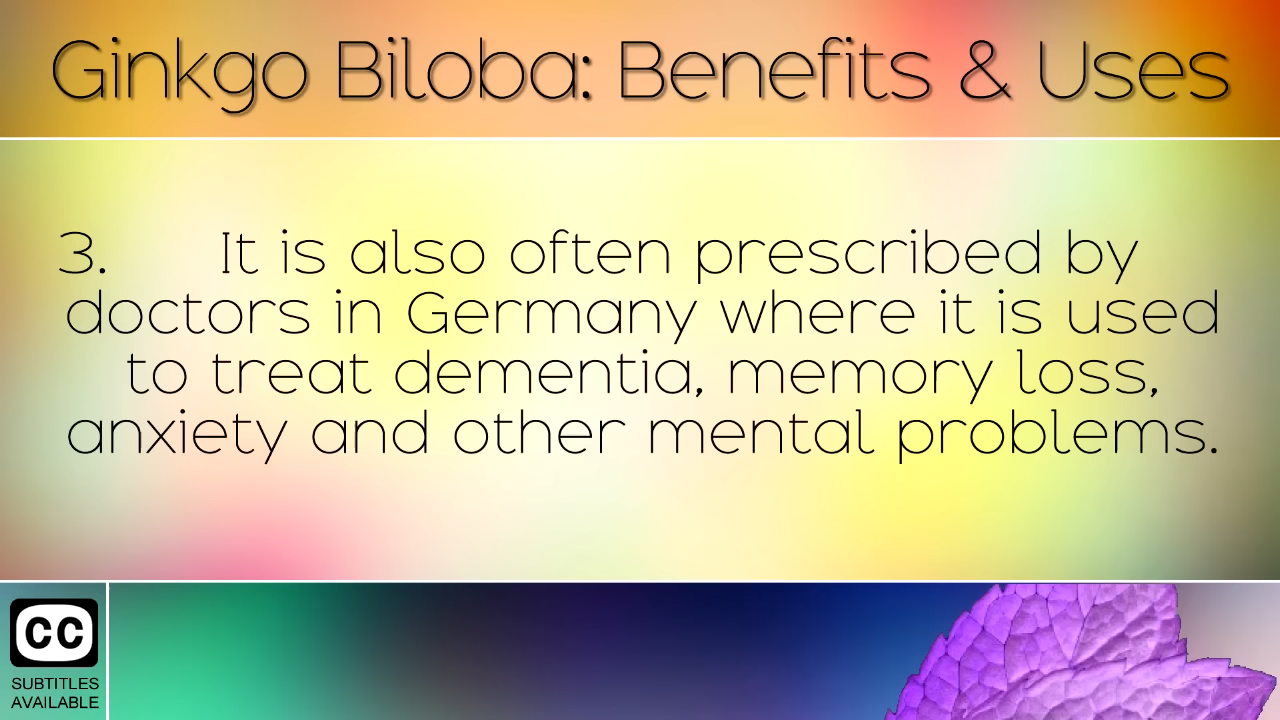 Ginkgo Biloba: Benefits & Uses
3. It is also often prescribed by
doctors in Germany where it is used
to treat dementia, memory loss,
anxiety and other mental problems.
CC
SUBTITLES
AVAILABLE